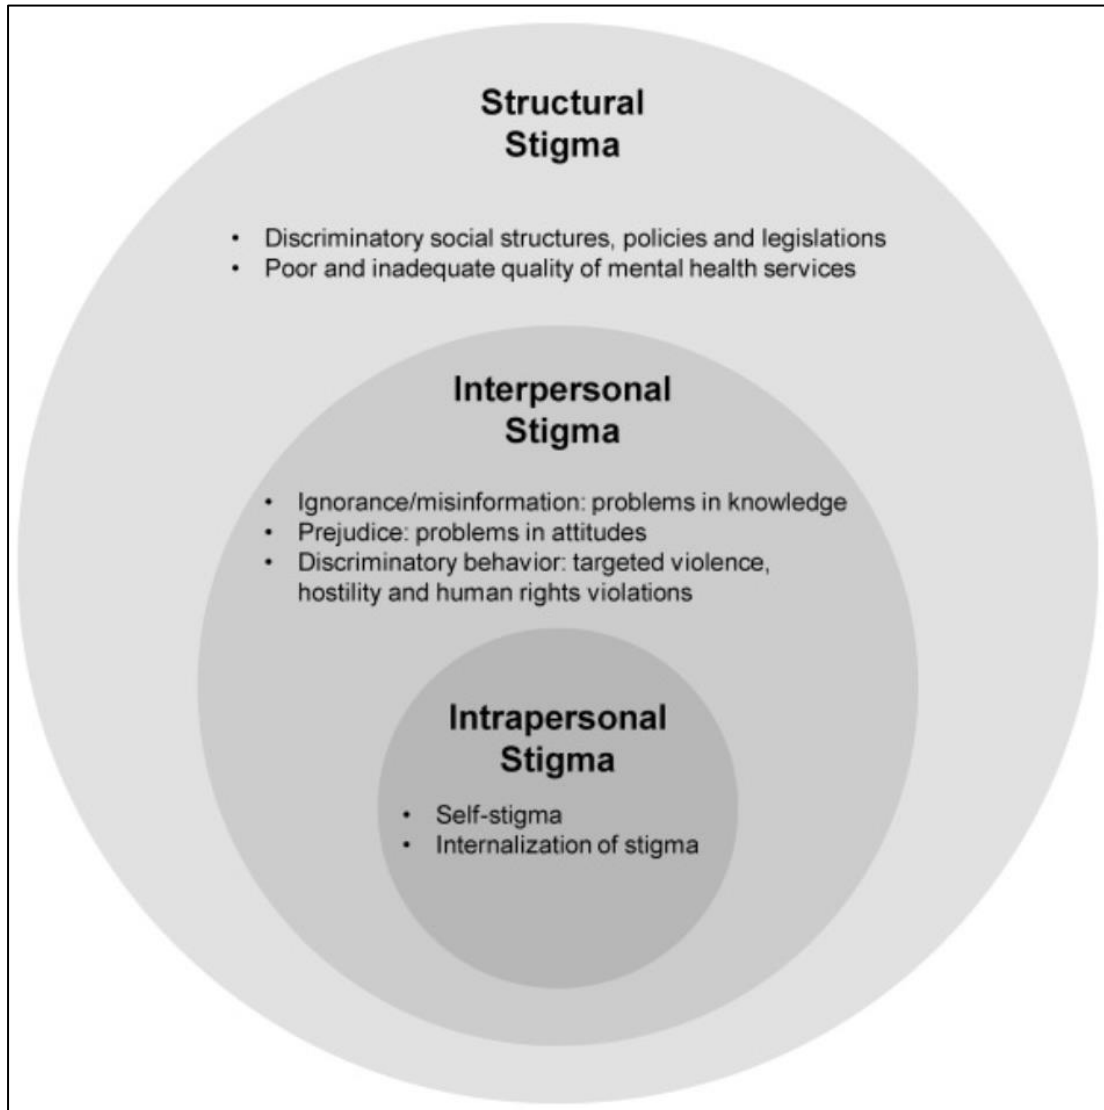 Structural
Stigma
• Discriminatory social structures, policies and legislations
• Poor and inadequate quality of mental health services
Interpersonal
Stigma
• Ignorance/misinformation: problems in knowledge
• Prejudice: problems in attitudes
• Discriminatory behavior: targeted violence,
hostility and human rights violations
Intrapersonal
Stigma
• Self-stigma
• Internalization of stigma